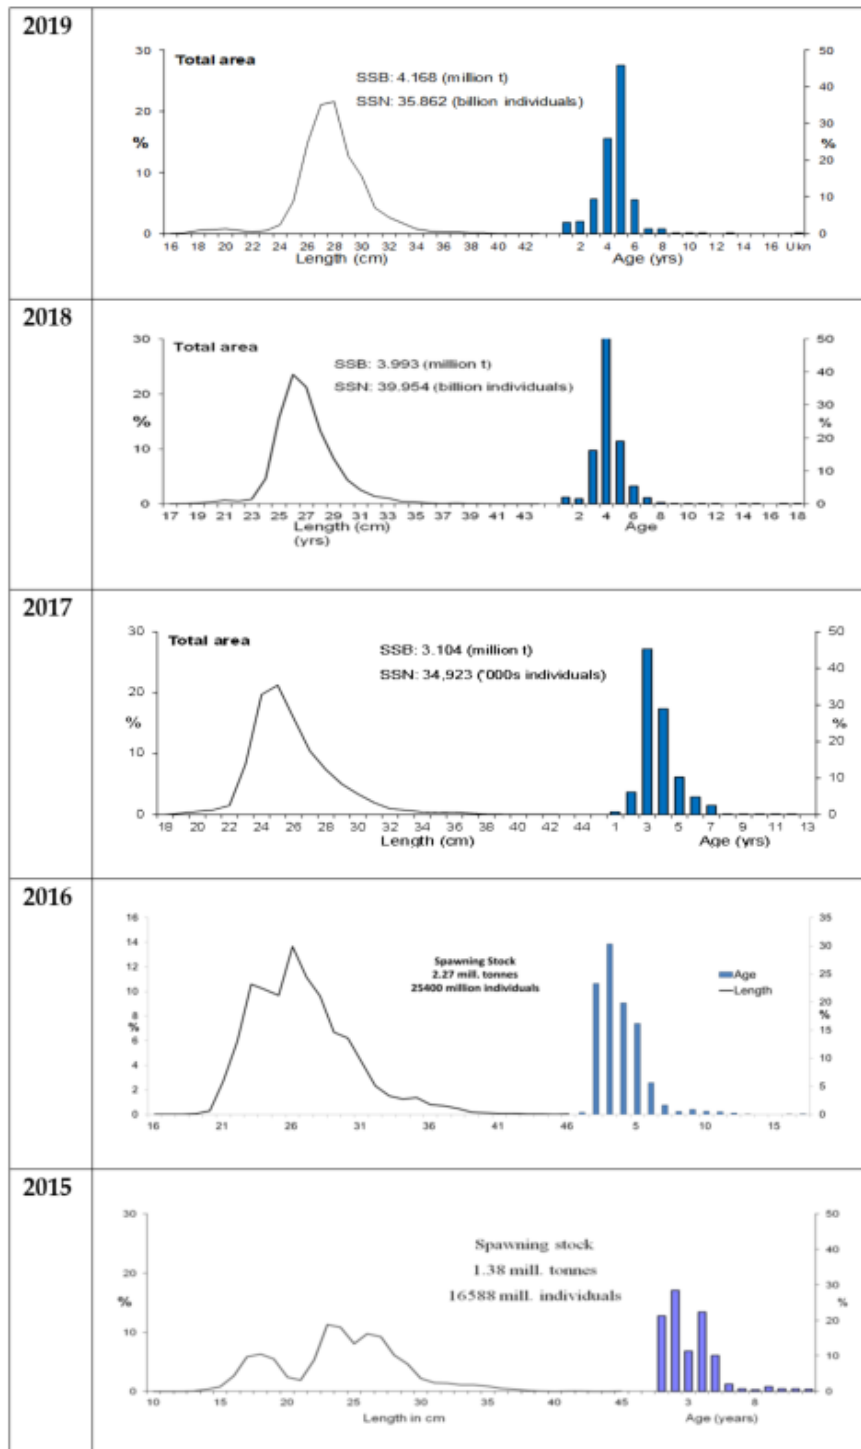 2019
Total area
SSB: 4.168 (million t)
SSN: 35.862 (billion individuals)
30 50
40
20
% 30 %
20
10
10
0 0
16 18 20 22 24 26 28 30 32 34 36 38 40 42 2 4 6 8 10 12 14 16 Ukn
Length (cm) Age (yrs)
2018
Total area
SSB: 3.993 (million t)
SSN: 39.954 (billion individuals)
30 50
40
20
% 30 %
20
10
10
0 0
17 19 21 23 25 27 29 31 33 35 37 39 41 43 2 4 6 8 10 12 14 16 18
Length (cm) Age
(yrs)
2017
Total area
SSB: 3.104 (million t)
SSN: 34,923 ('000s individuals)
30 50
40
20
% 30 %
20
10
10
0 0
18 20 22 24 26 28 30 32 34 36 38 40 42 44 1 3 5 7 9 11 13
Length (cm) Age (yrs)
2016
16 35
14 30
12 25
10 20
8
% %
6 15
4 10
2 5
0 0
Spawning Stock
2.27 mill. tonnes
25400 million individuals
Age
Length
16 21 26 31 36 41 46 5 10 15
2015
Spawning stock
1.38 mill. tonnes
16588 mill. individuals
30 50
40
20
% 30 %
20
10
10
0 0
10 15 20 25 30 35 40 45 3 8
Length in cm Age (years)